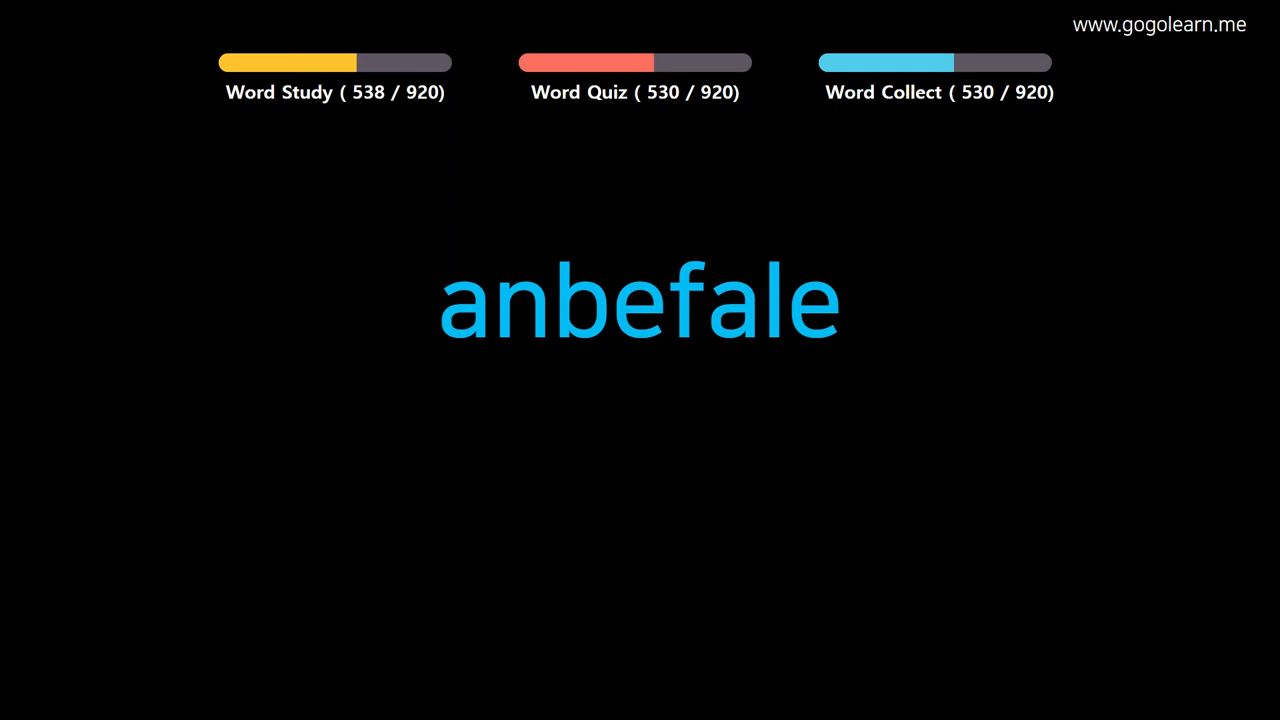 www.gogolearn.me
Word Study ( 538 / 920)
Word Quiz ( 530 / 920)
Word Collect ( 530 / 920)
anbefale